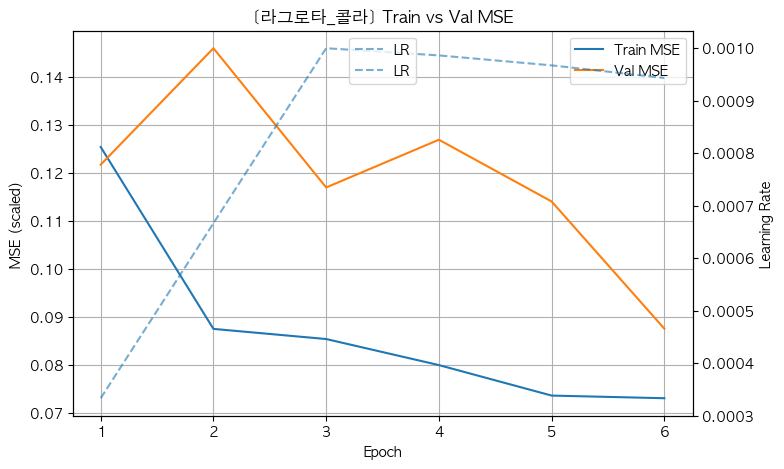 [라그로타_콜라] Train vs Val MSE
LR
LR
Train MSE
Val MSE
MSE (scaled)
0.14
0.13
0.12
0.11
0.10
0.09
0.08
0.07
0.0010
0.0009
0.0008
0.0007
0.0006
0.0005
0.0004
0.0003
Learning Rate
1 2 3 4 5 6
Epoch